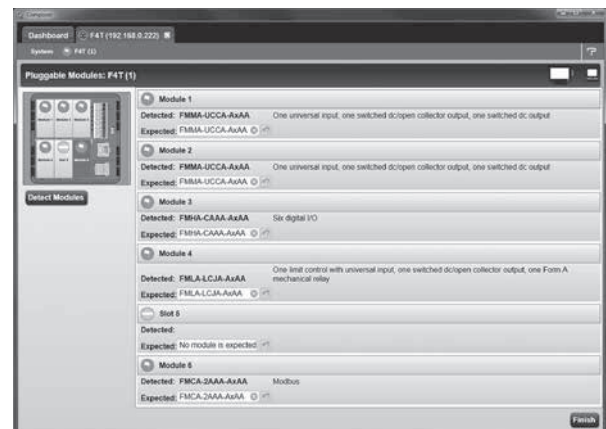 Composer
Dashboard F4T (192.168.0.222)
System F4T (1)
Pluggable Modules: F4T (1)
Detect Modules
Module 1
Detected: FMMA-UCCA-AxAA One universal input, one switched dc/open collector output, one switched dc output
Expected: FMMA-UCCA-AxAA
Module 2
Detected: FMMA-UCCA-AxAA One universal input, one switched dc/open collector output, one switched dc output
Expected: FMMA-UCCA-AxAA
Module 3
Detected: FMHA-CAAA-AxAA Six digital I/O
Expected: FMHA-CAAA-AxAA
Module 4
Detected: FMLA-LCJA-AxAA One limit control with universal input, one switched dc/open collector output, one Form A
mechanical relay
Expected: FMLA-LCJA-AxAA
Slot 5
Detected:
Expected: No module is expected
Module 6
Detected: FMCA-2AAA-AxAA Modbus
Expected: FMCA-2AAA-AxAA
Finish